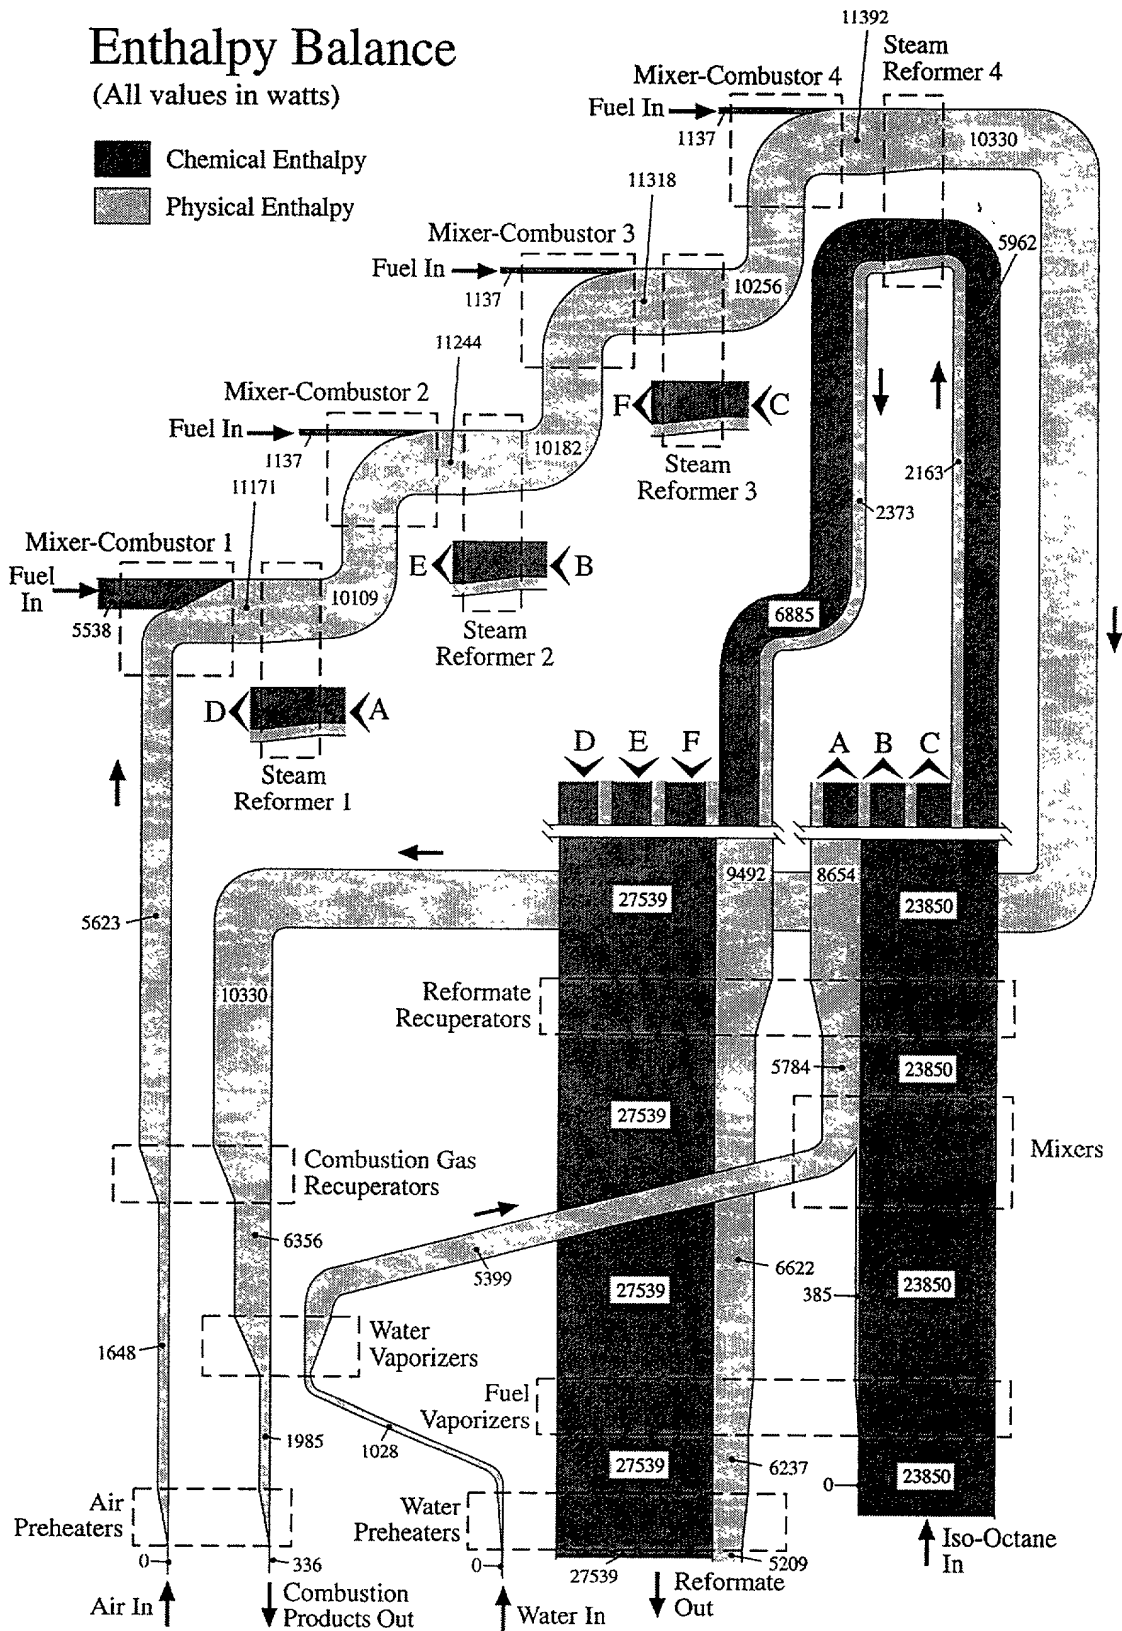 Enthalpy Balance
(All values in watts)
Chemical Enthalpy
Physical Enthalpy
11392
Steam
Reformer 4
Mixer-Combustor 4
Fuel In
1137
10330
11318
Mixer-Combustor 3
Fuel In
1137
10256
5962
11244
Mixer-Combustor 2
Fuel In
1137
10182
F
C
Steam
Reformer 3
2163
2373
11171
Mixer-Combustor 1
Fuel
In
5538
10109
E
B
Steam
Reformer 2
6885
D
A
Steam
Reformer 1
D
E
F
A
B
C
9492
8654
27539
23850
5623
10330
Reformate
Recuperators
5784
23850
27539
Mixers
Combustion Gas
Recuperators
6356
5399
6622
27539
385
23850
Water
Vaporizers
1648
Fuel
Vaporizers
1985
1028
27539
6237
0
23850
Air
Preheaters
Water
Preheaters
0
336
0
27539
5209
Iso-Octane
In
Air In
Combustion
Products Out
Water In
Reformate
Out